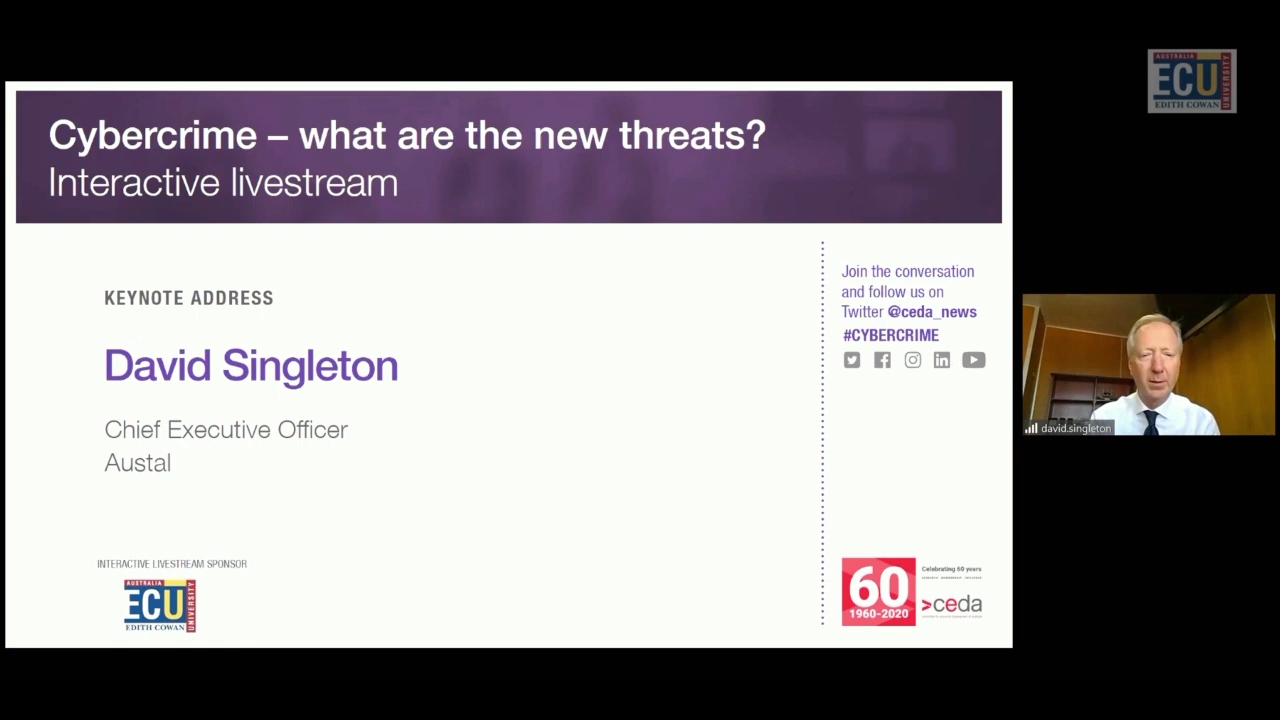 AUSTRALIA
ECU
UNIVERSITY
EDITH COWAN
Cybercrime – what are the new threats?
Interactive livestream
KEYNOTE ADDRESS
David Singleton
Chief Executive Officer
Austal
Join the conversation
and follow us on
Twitter @ceda_news
#CYBERCRIME
david.singleton
INTERACTIVE LIVESTREAM SPONSOR
AUSTRALIA
ECU
UNIVERSITY
EDITH COWAN
60
1960-2020
Celebrating 60 years
>ceda